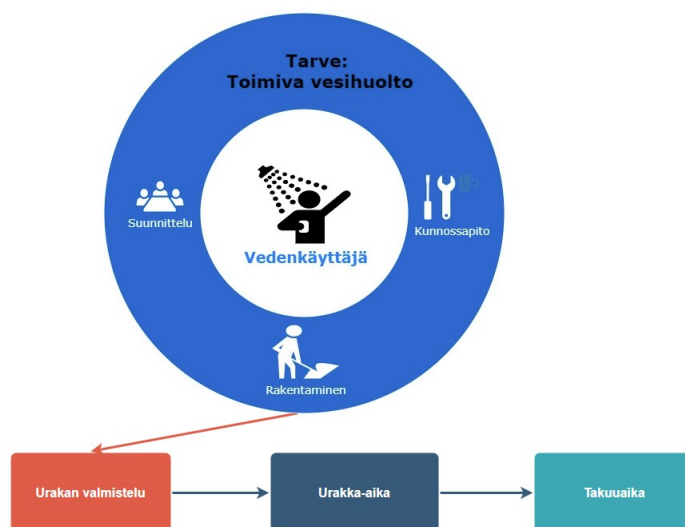 Tarve:
Toimiva vesihuolto
Suunnittelu
Kunnossapito
Vedenkäyttäjä
Rakentaminen
Urakan valmistelu
Urakka-aika
Takuuaika